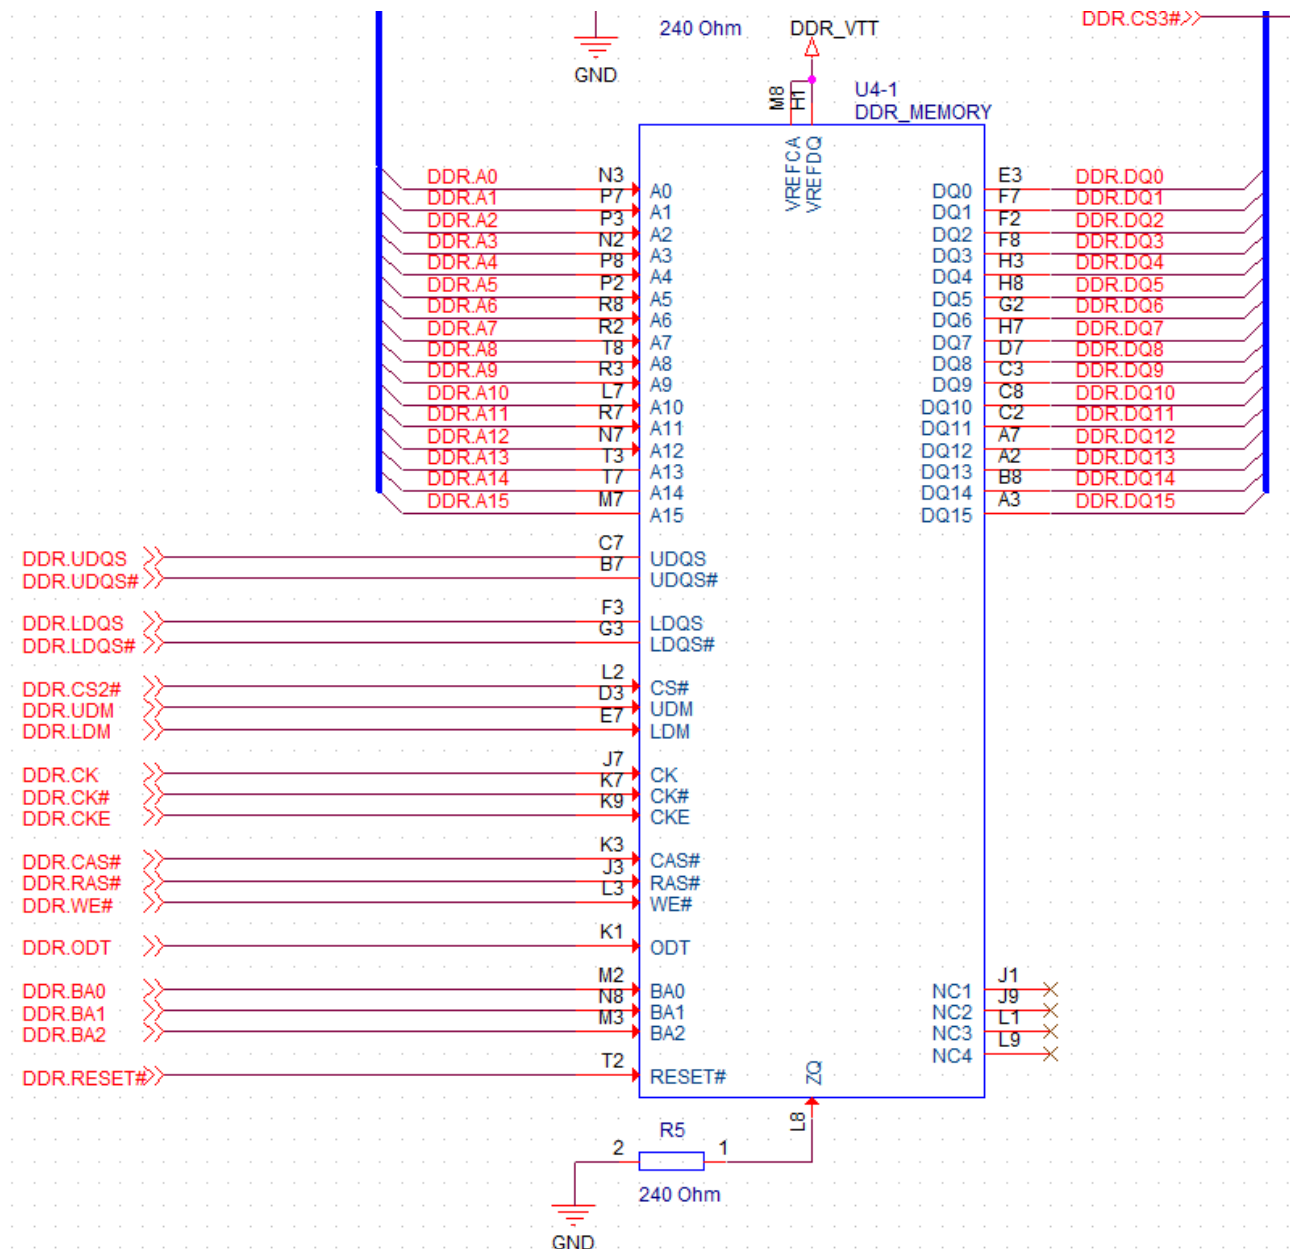 240 Ohm DDR_VTT DDR.CS3#
GND
M8 H1 U4-1
DDR_MEMORY
VREFCA VREFDQ
DDR.A0 N3 A0 DQ0 E3 DDR.DQ0
DDR.A1 P7 A1 DQ1 F7 DDR.DQ1
DDR.A2 P3 A2 DQ2 F2 DDR.DQ2
DDR.A3 N2 A3 DQ3 F8 DDR.DQ3
DDR.A4 P8 A4 DQ4 H3 DDR.DQ4
DDR.A5 P2 A5 DQ5 H8 DDR.DQ5
DDR.A6 R8 A6 DQ6 G2 DDR.DQ6
DDR.A7 R2 A7 DQ7 H7 DDR.DQ7
DDR.A8 T8 A8 DQ8 D7 DDR.DQ8
DDR.A9 R3 A9 DQ9 C3 DDR.DQ9
DDR.A10 L7 A10 DQ10 C8 DDR.DQ10
DDR.A11 R7 A11 DQ11 C2 DDR.DQ11
DDR.A12 N7 A12 DQ12 A7 DDR.DQ12
DDR.A13 T3 A13 DQ13 A2 DDR.DQ13
DDR.A14 T7 A14 DQ14 B8 DDR.DQ14
DDR.A15 M7 A15 DQ15 A3 DDR.DQ15
DDR.UDQS C7 UDQS
DDR.UDQS# B7 UDQS#
DDR.LDQS F3 LDQS
DDR.LDQS# G3 LDQS#
DDR.CS2# L2 CS#
DDR.UDM D3 UDM
DDR.LDM E7 LDM
DDR.CK J7 CK
DDR.CK# K7 CK#
DDR.CKE K9 CKE
DDR.CAS# K3 CAS#
DDR.RAS# J3 RAS#
DDR.WE# L3 WE#
DDR.ODT K1 ODT
DDR.BA0 M2 BA0 NC1 J1
DDR.BA1 N8 BA1 NC2 J9
DDR.BA2 M3 BA2 NC3 L1
NC4 L9
DDR.RESET# T2 RESET# ZQ
L8
R5
2 1
240 Ohm
GND